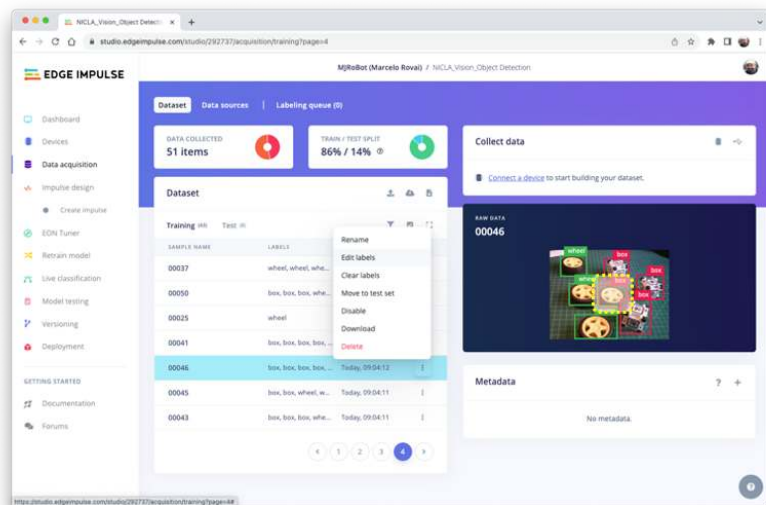 NICLA_Vision_Object Detecti
studio.edgeimpulse.com/studio/292737/acquisition/training?page=4
EDGE IMPULSE
MJRoBot (Marcelo Rovai) / NICLA_Vision_Object Detection
Dashboard
Devices
Data acquisition
Impulse design
Create impulse
EON Tuner
Retrain model
Live classification
Model testing
Versioning
Deployment
GETTING STARTED
Documentation
Forums
Dataset Data sources Labeling queue (0)
DATA COLLECTED
51 items
TRAIN / TEST SPLIT
86% / 14%
Dataset
Training Test
SAMPLE NAME LABELS
00037 wheel, wheel, whe...
00050 box, box, box, whe...
00025 wheel
00041 box, box, box, box, ...
00046 box, box, box, box, ... Today, 09:04:12
00045 box, box, wheel, w... Today, 09:04:11
00043 box, box, box, whe... Today, 09:04:11
1 2 3 4
Rename
Edit labels
Clear labels
Move to test set
Disable
Download
Delete
Collect data
Connect a device to start building your dataset.
RAW DATA
00046
wheel
box
box
wheel
box
box
Metadata
?
No metadata.
?
https://studio.edgeimpulse.com/studio/292737/acquisition/training?page=4#